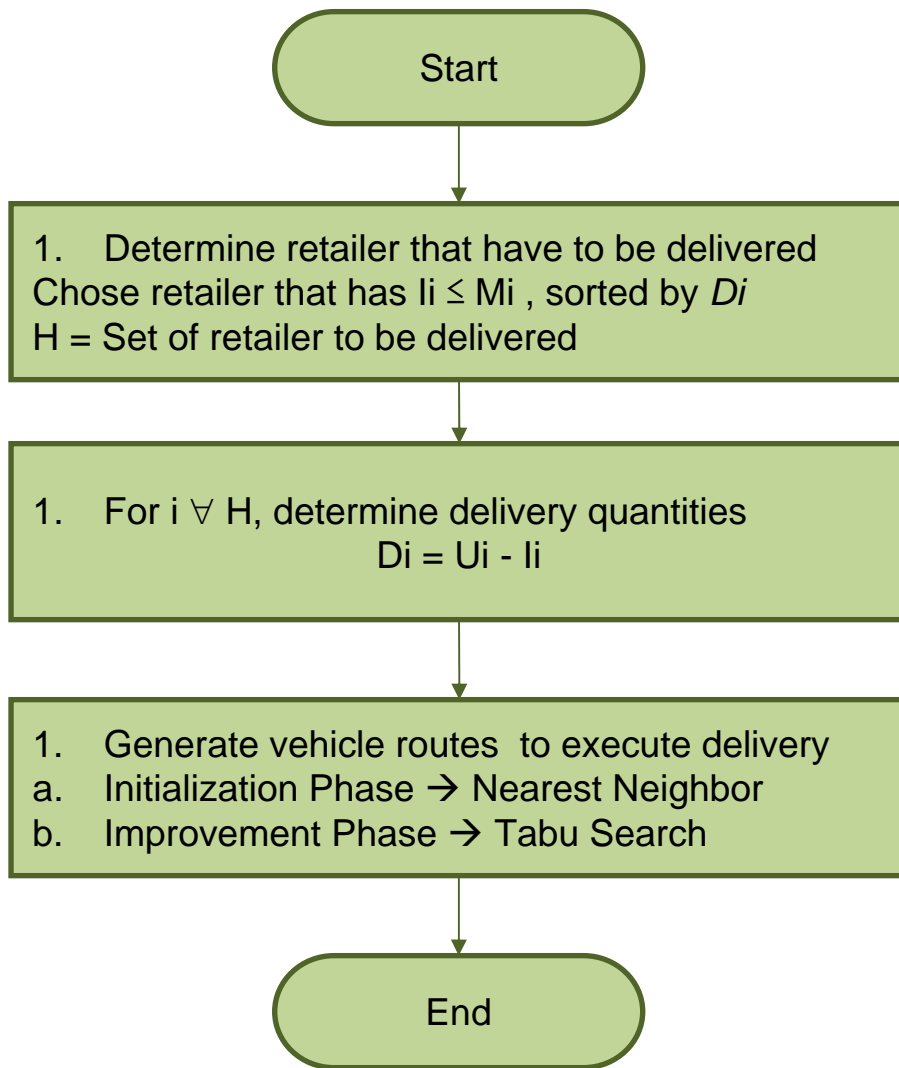 Start
1. Determine retailer that have to be delivered
Chose retailer that has Ii ≤ Mi , sorted by Di
H = Set of retailer to be delivered
1. For i ∀ H, determine delivery quantities
Di = Ui - Ii
1. Generate vehicle routes to execute delivery
a. Initialization Phase → Nearest Neighbor
b. Improvement Phase → Tabu Search
End